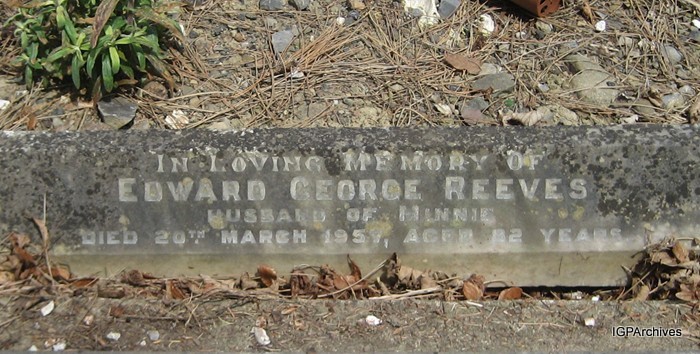 In Loving Memory Of
Edward George Reeves
Husband of Minnie
Died 20th March 1957, Aged 82 Years
IGPArchives